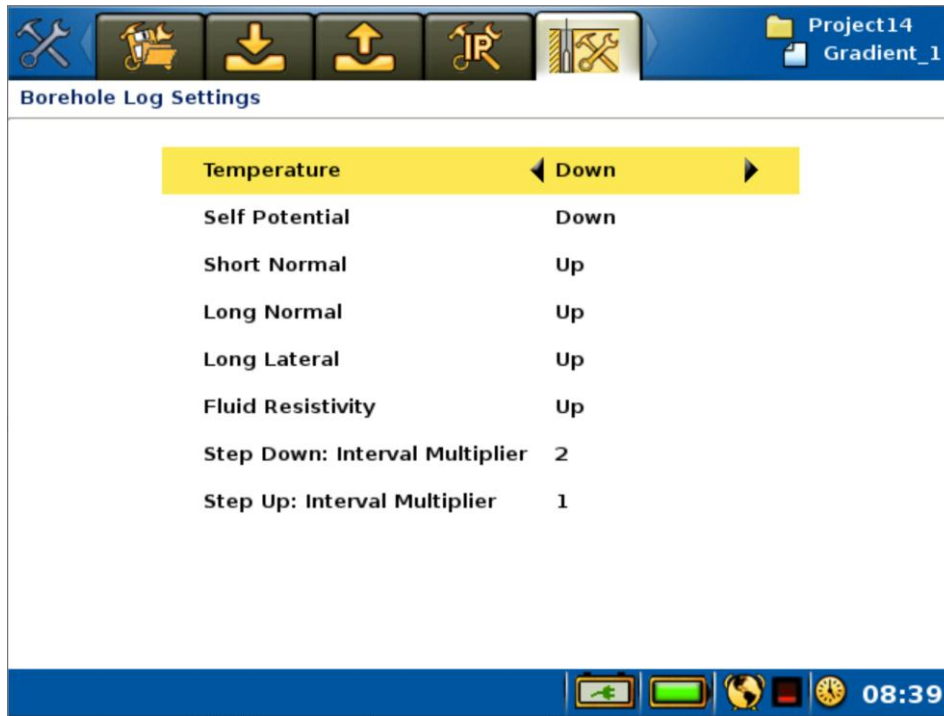 Project14
Gradient_1
IR
Borehole Log Settings
Temperature Down
Self Potential Down
Short Normal Up
Long Normal Up
Long Lateral Up
Fluid Resistivity Up
Step Down: Interval Multiplier 2
Step Up: Interval Multiplier 1
08:39